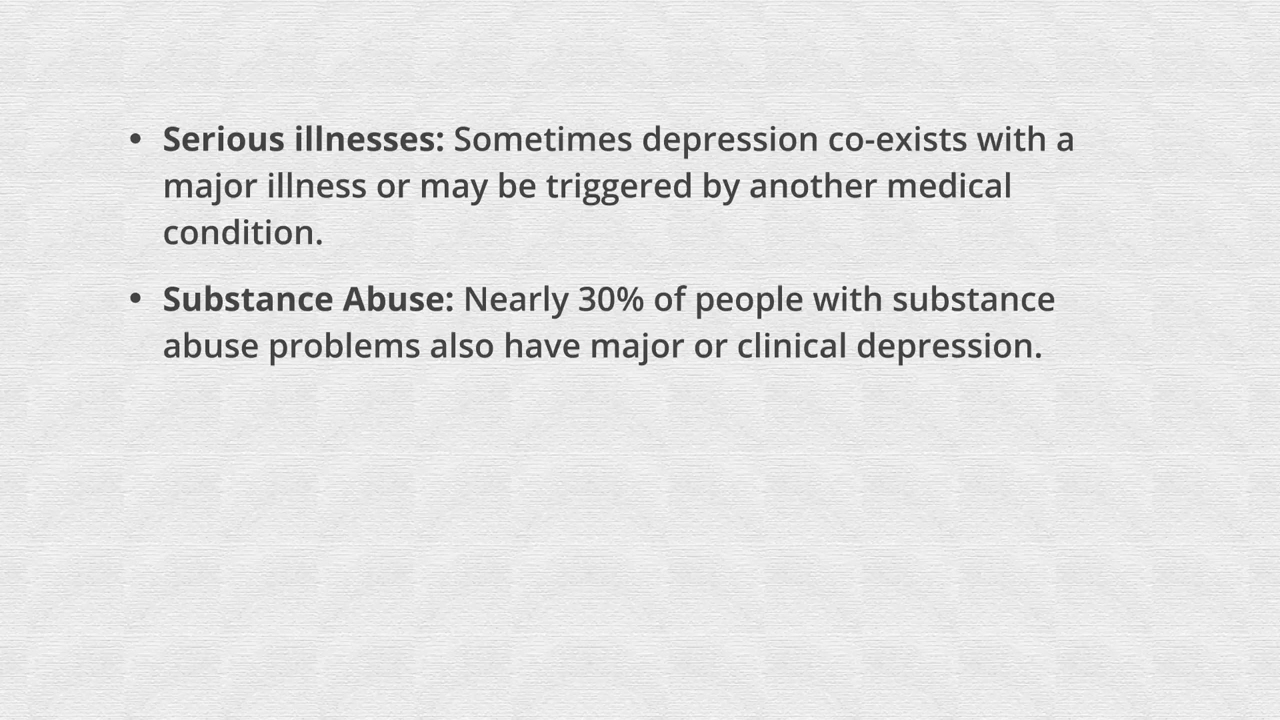 • Serious illnesses: Sometimes depression co-exists with a
major illness or may be triggered by another medical
condition.
• Substance Abuse: Nearly 30% of people with substance
abuse problems also have major or clinical depression.